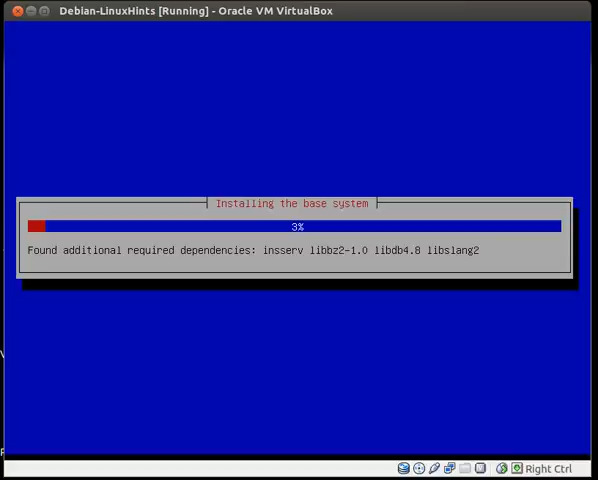 Debian-LinuxHints [Running] - Oracle VM VirtualBox
Installing the base system
3%
Found additional required dependencies: insserv libbz2-1.0 libdb4.8 libslang2
Right Ctrl